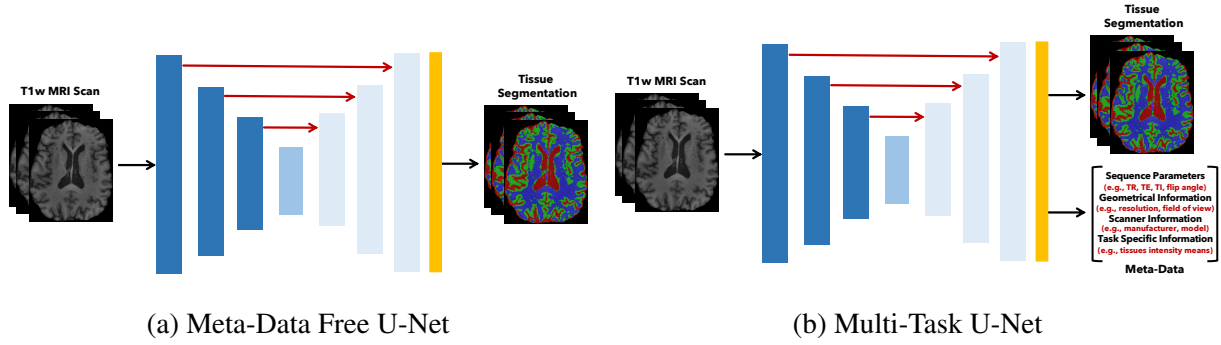 T1w MRI Scan
Tissue
Segmentation
(a) Meta-Data Free U-Net
T1w MRI Scan
Tissue
Segmentation
Sequence Parameters
(e.g., TR, TE, TI, flip angle)
Geometrical Information
(e.g., resolution, field of view)
Scanner Information
(e.g., manufacturer, model)
Task Specific Information
(e.g., tissues intensity means)
Meta-Data
(b) Multi-Task U-Net